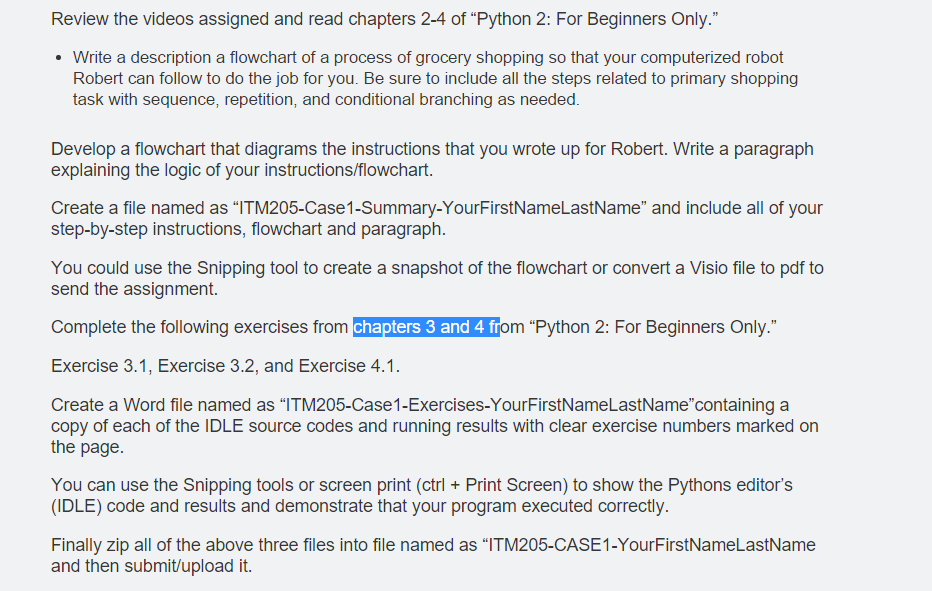 Review the videos assigned and read chapters 2-4 of “Python 2: For Beginners Only.”
• Write a description a flowchart of a process of grocery shopping so that your computerized robot
Robert can follow to do the job for you. Be sure to include all the steps related to primary shopping
task with sequence, repetition, and conditional branching as needed.
Develop a flowchart that diagrams the instructions that you wrote up for Robert. Write a paragraph
explaining the logic of your instructions/flowchart.
Create a file named as “ITM205-Case1-Summary-YourFirstNameLastName” and include all of your
step-by-step instructions, flowchart and paragraph.
You could use the Snipping tool to create a snapshot of the flowchart or convert a Visio file to pdf to
send the assignment.
Complete the following exercises from chapters 3 and 4 from “Python 2: For Beginners Only.”
Exercise 3.1, Exercise 3.2, and Exercise 4.1.
Create a Word file named as “ITM205-Case1-Exercises-YourFirstNameLastName”containing a
copy of each of the IDLE source codes and running results with clear exercise numbers marked on
the page.
You can use the Snipping tools or screen print (ctrl + Print Screen) to show the Pythons editor’s
(IDLE) code and results and demonstrate that your program executed correctly.
Finally zip all of the above three files into file named as “ITM205-CASE1-YourFirstNameLastName
and then submit/upload it.